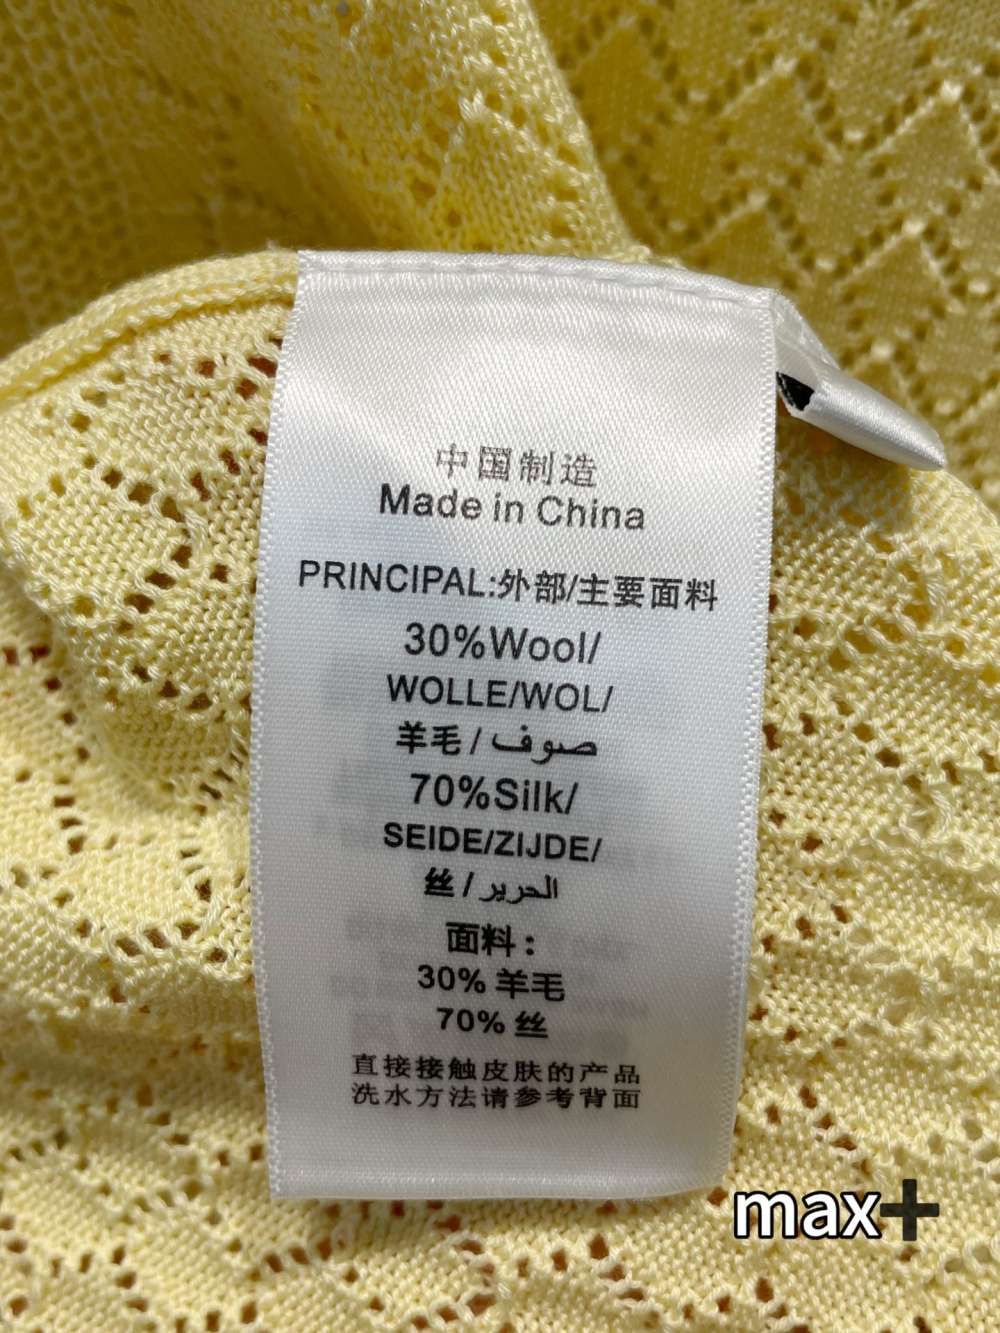 中国制造
Made in China
PRINCIPAL:外部/主要面料
30%Wool/
WOLLE/WOL/
羊毛 / صوف
70%Silk/
SEIDE/ZIJDE/
丝 / الحرير
面料：
30% 羊毛
70% 丝
直接接触皮肤的产品
洗水方法请参考背面
max+